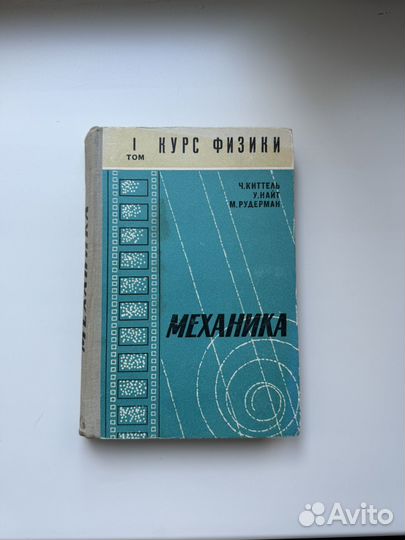 I
ТОМ
КУРС ФИЗИКИ
Ч.КИТТЕЛЬ
У.НАЙТ
М.РУДЕРМАН
МЕХАНИКА
МЕХАНИКА
Avito